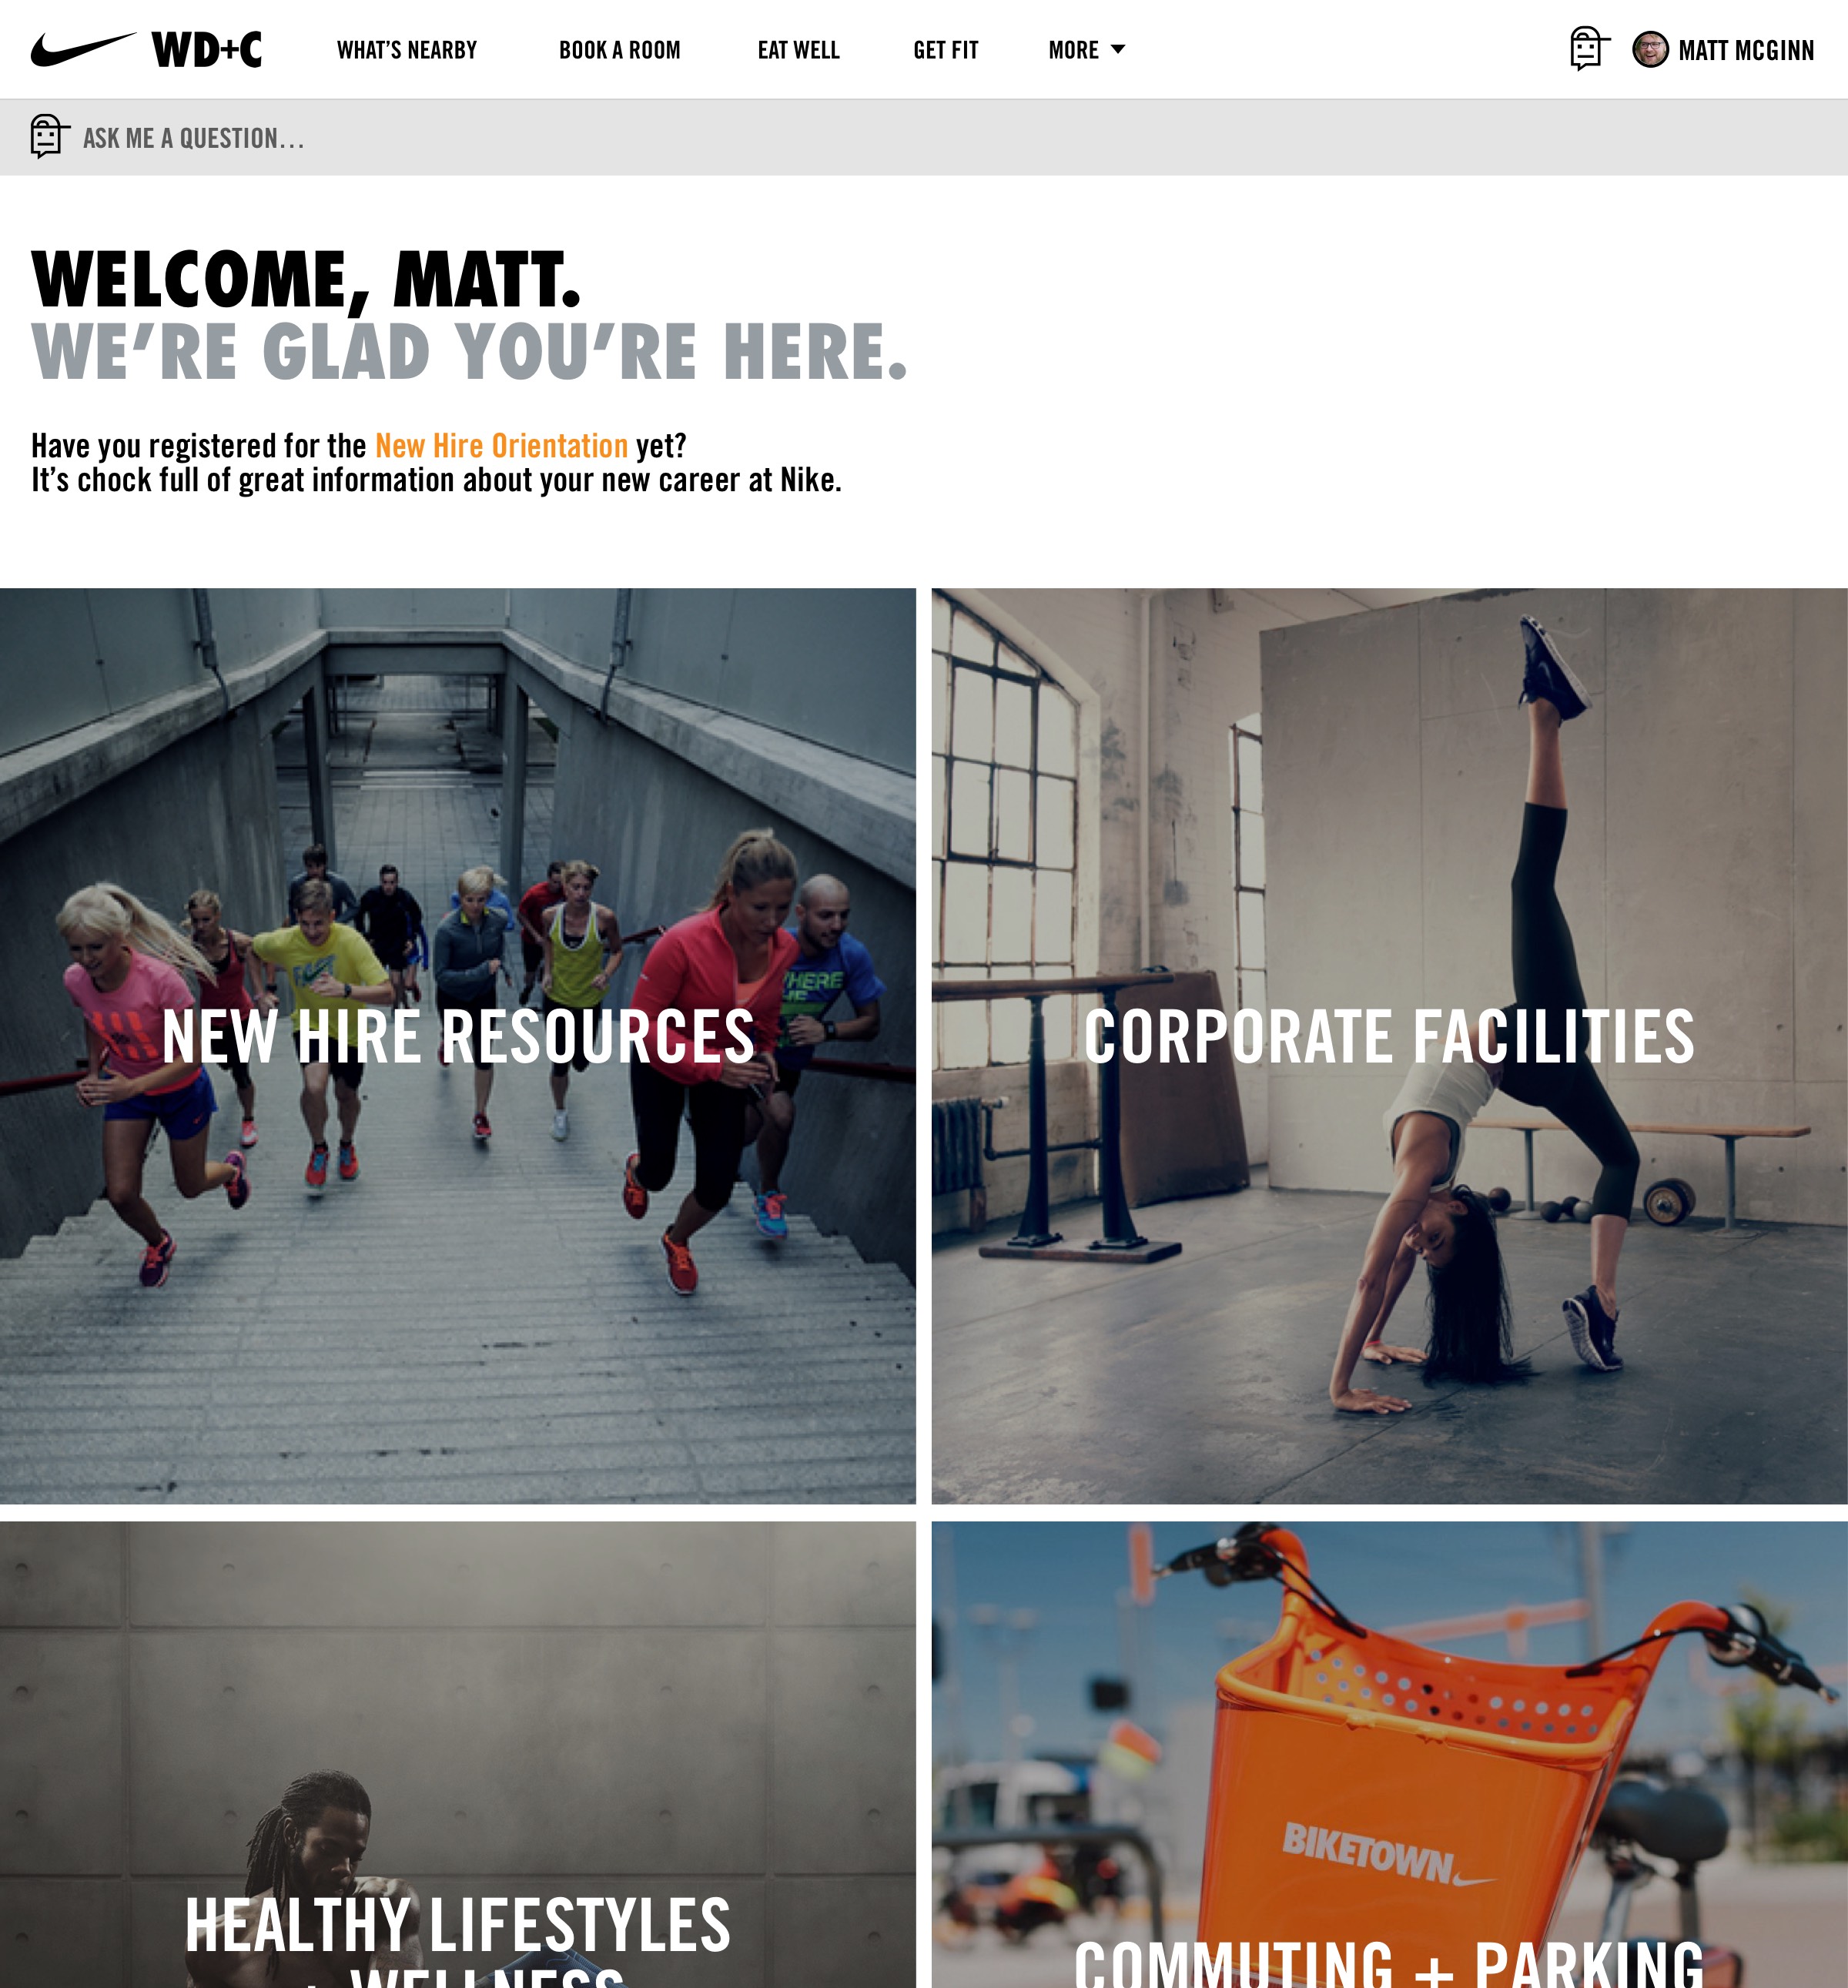 WD+C
WHAT’S NEARBY
BOOK A ROOM
EAT WELL
GET FIT
MORE
MATT MCGINN
ASK ME A QUESTION…
WELCOME, MATT.
WE’RE GLAD YOU’RE HERE.
Have you registered for the New Hire Orientation yet?
It’s chock full of great information about your new career at Nike.
NEW HIRE RESOURCES
CORPORATE FACILITIES
HEALTHY LIFESTYLES
+ WELLNESS
BIKETOWN
COMMUTING + PARKING